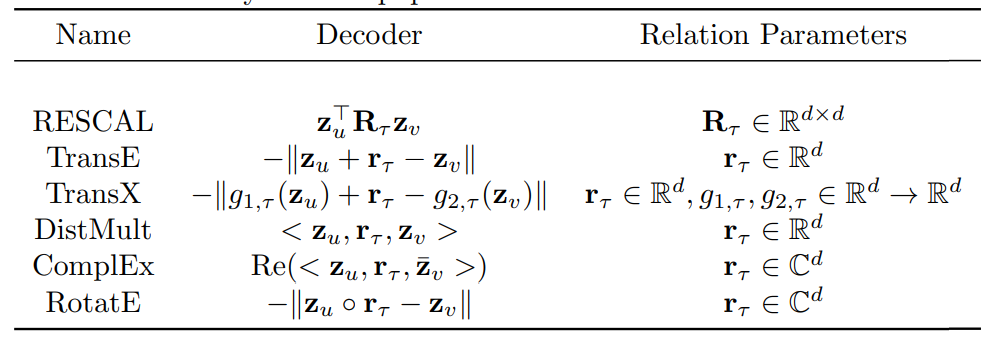 Name Decoder Relation Parameters
RESCAL z_u^⊤ R_τ z_v R_τ ∈ ℝ^{d×d}
TransE −‖z_u + r_τ − z_v‖ r_τ ∈ ℝ^d
TransX −‖g_{1,τ}(z_u) + r_τ − g_{2,τ}(z_v)‖ r_τ ∈ ℝ^d, g_{1,τ}, g_{2,τ} ∈ ℝ^d → ℝ^d
DistMult < z_u, r_τ, z_v > r_τ ∈ ℝ^d
ComplEx Re(< z_u, r_τ, z̄_v >) r_τ ∈ ℂ^d
RotatE −‖z_u ∘ r_τ − z_v‖ r_τ ∈ ℂ^d